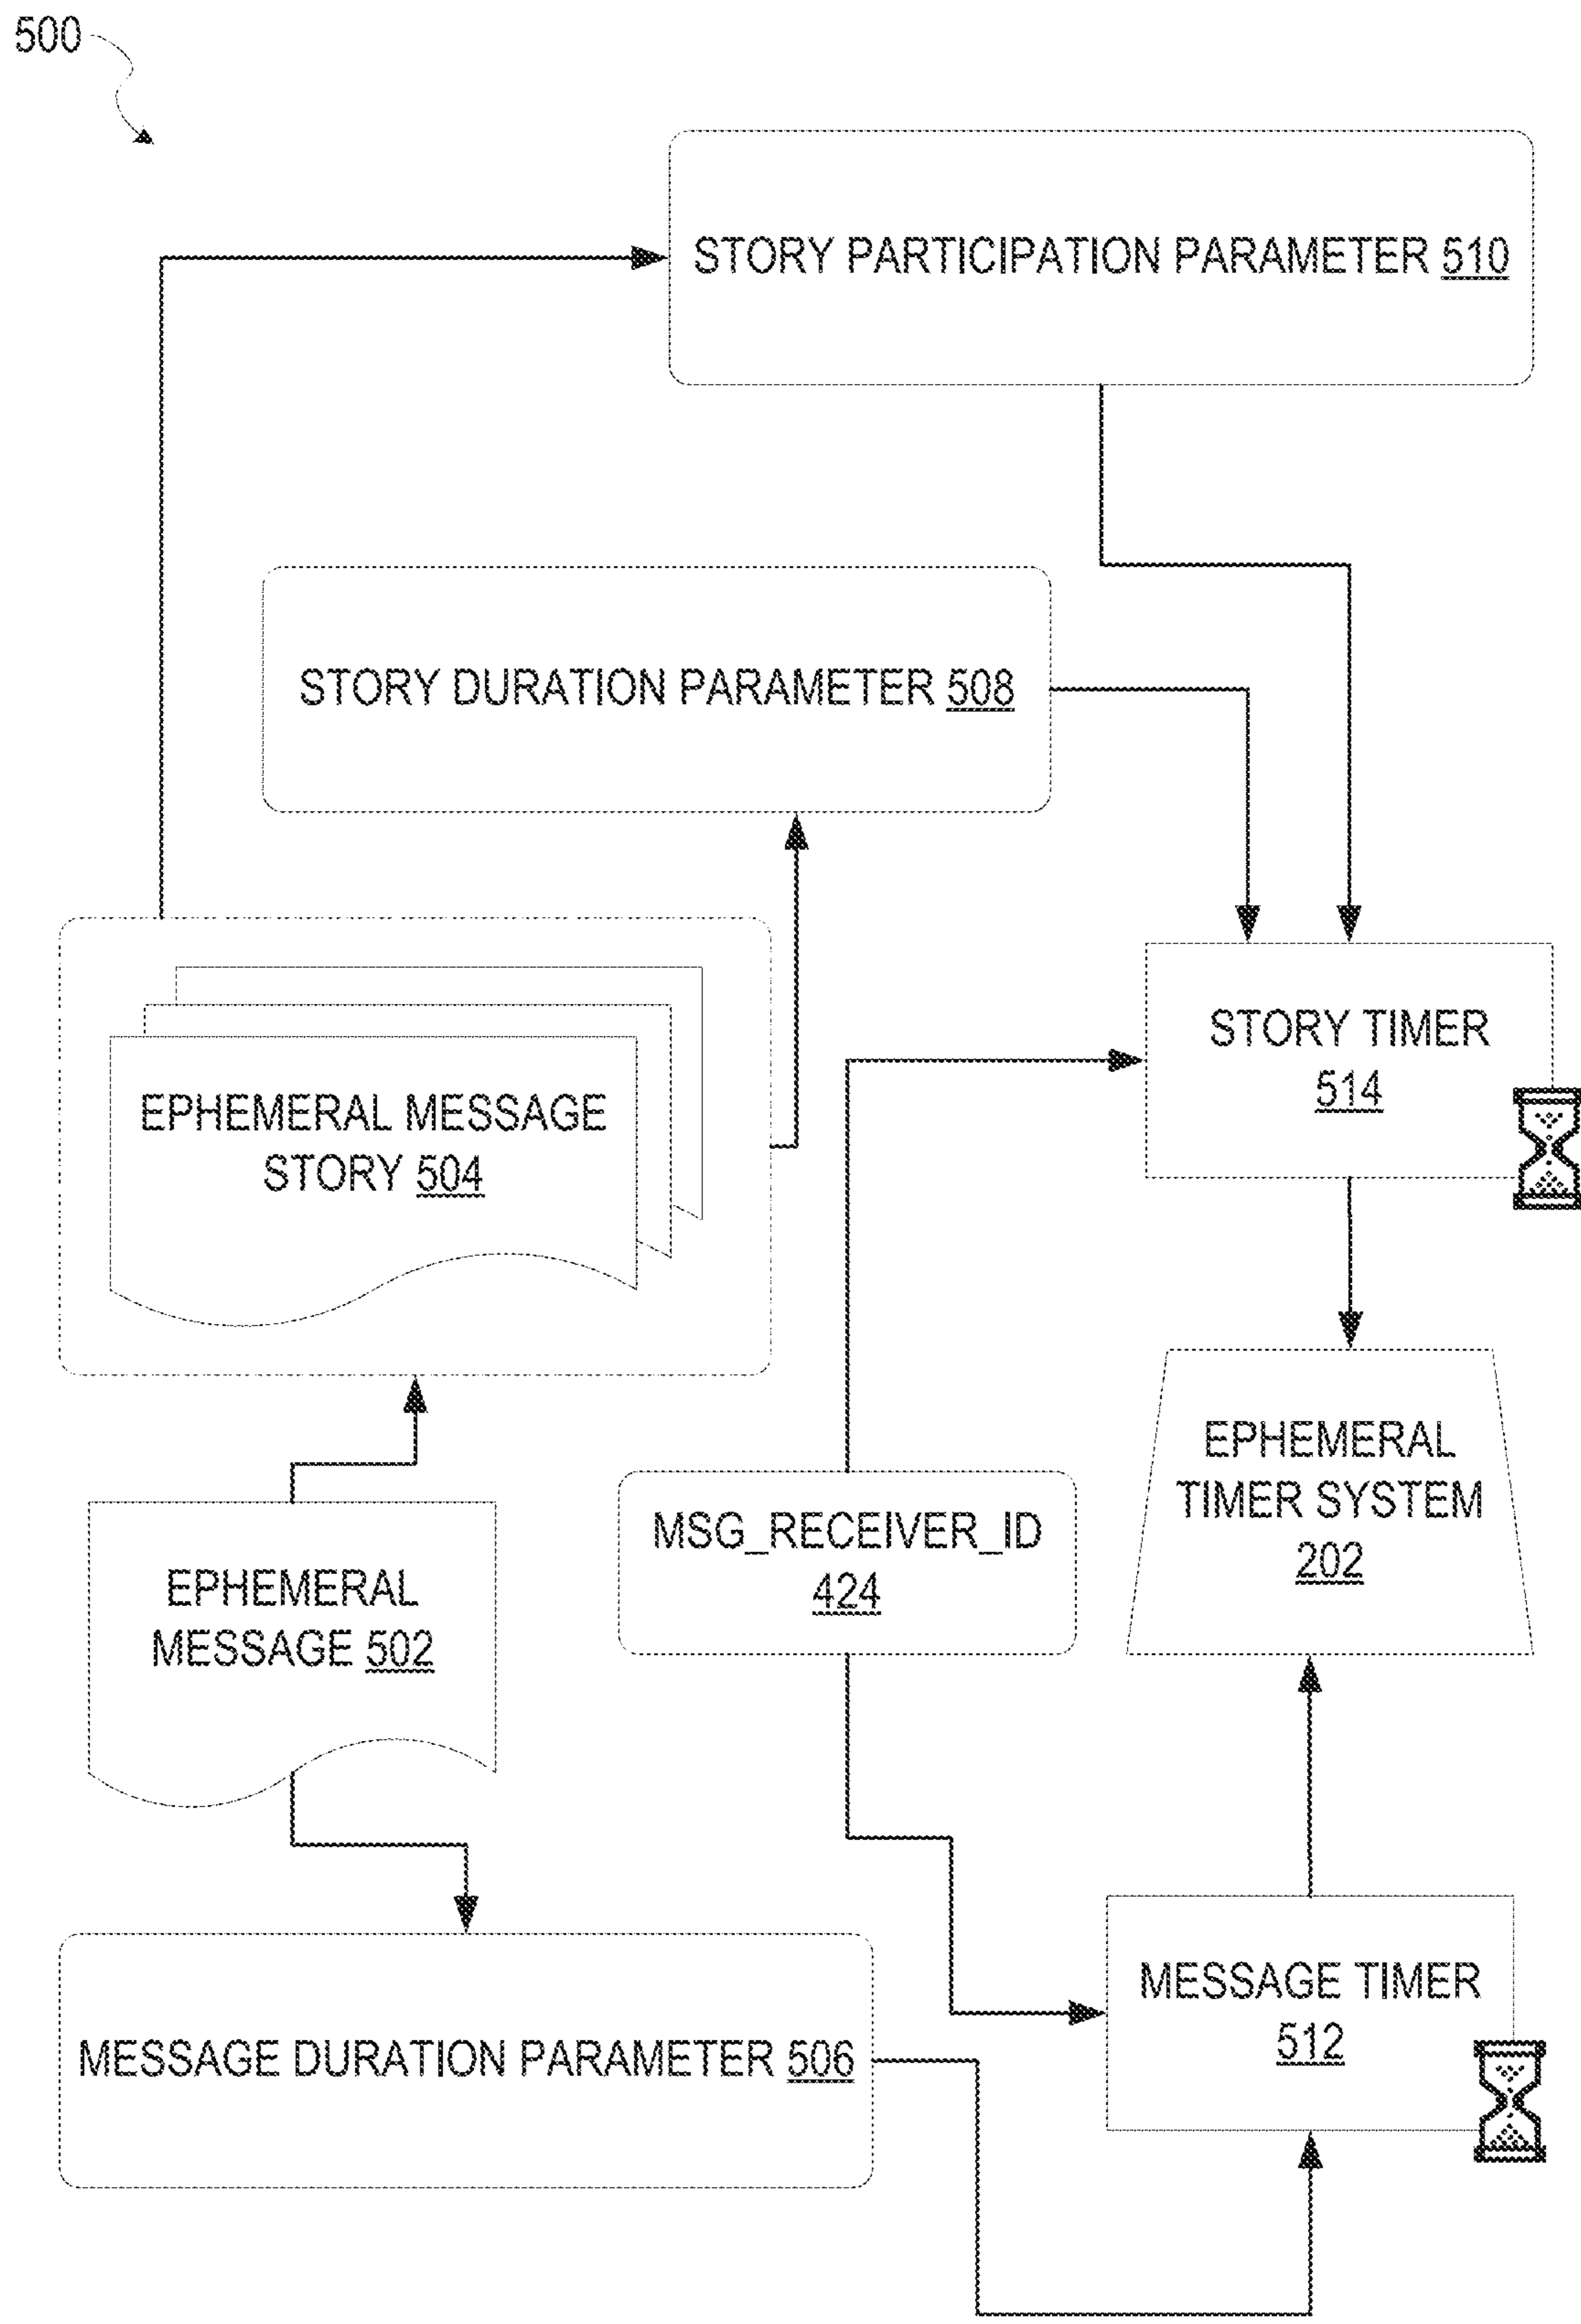 500
STORY PARTICIPATION PARAMETER 510
STORY DURATION PARAMETER 508
STORY TIMER
514
EPHEMERAL MESSAGE
STORY 504
EPHEMERAL
TIMER SYSTEM
202
MSG_RECEIVER_ID
424
EPHEMERAL
MESSAGE 502
MESSAGE TIMER
512
MESSAGE DURATION PARAMETER 506